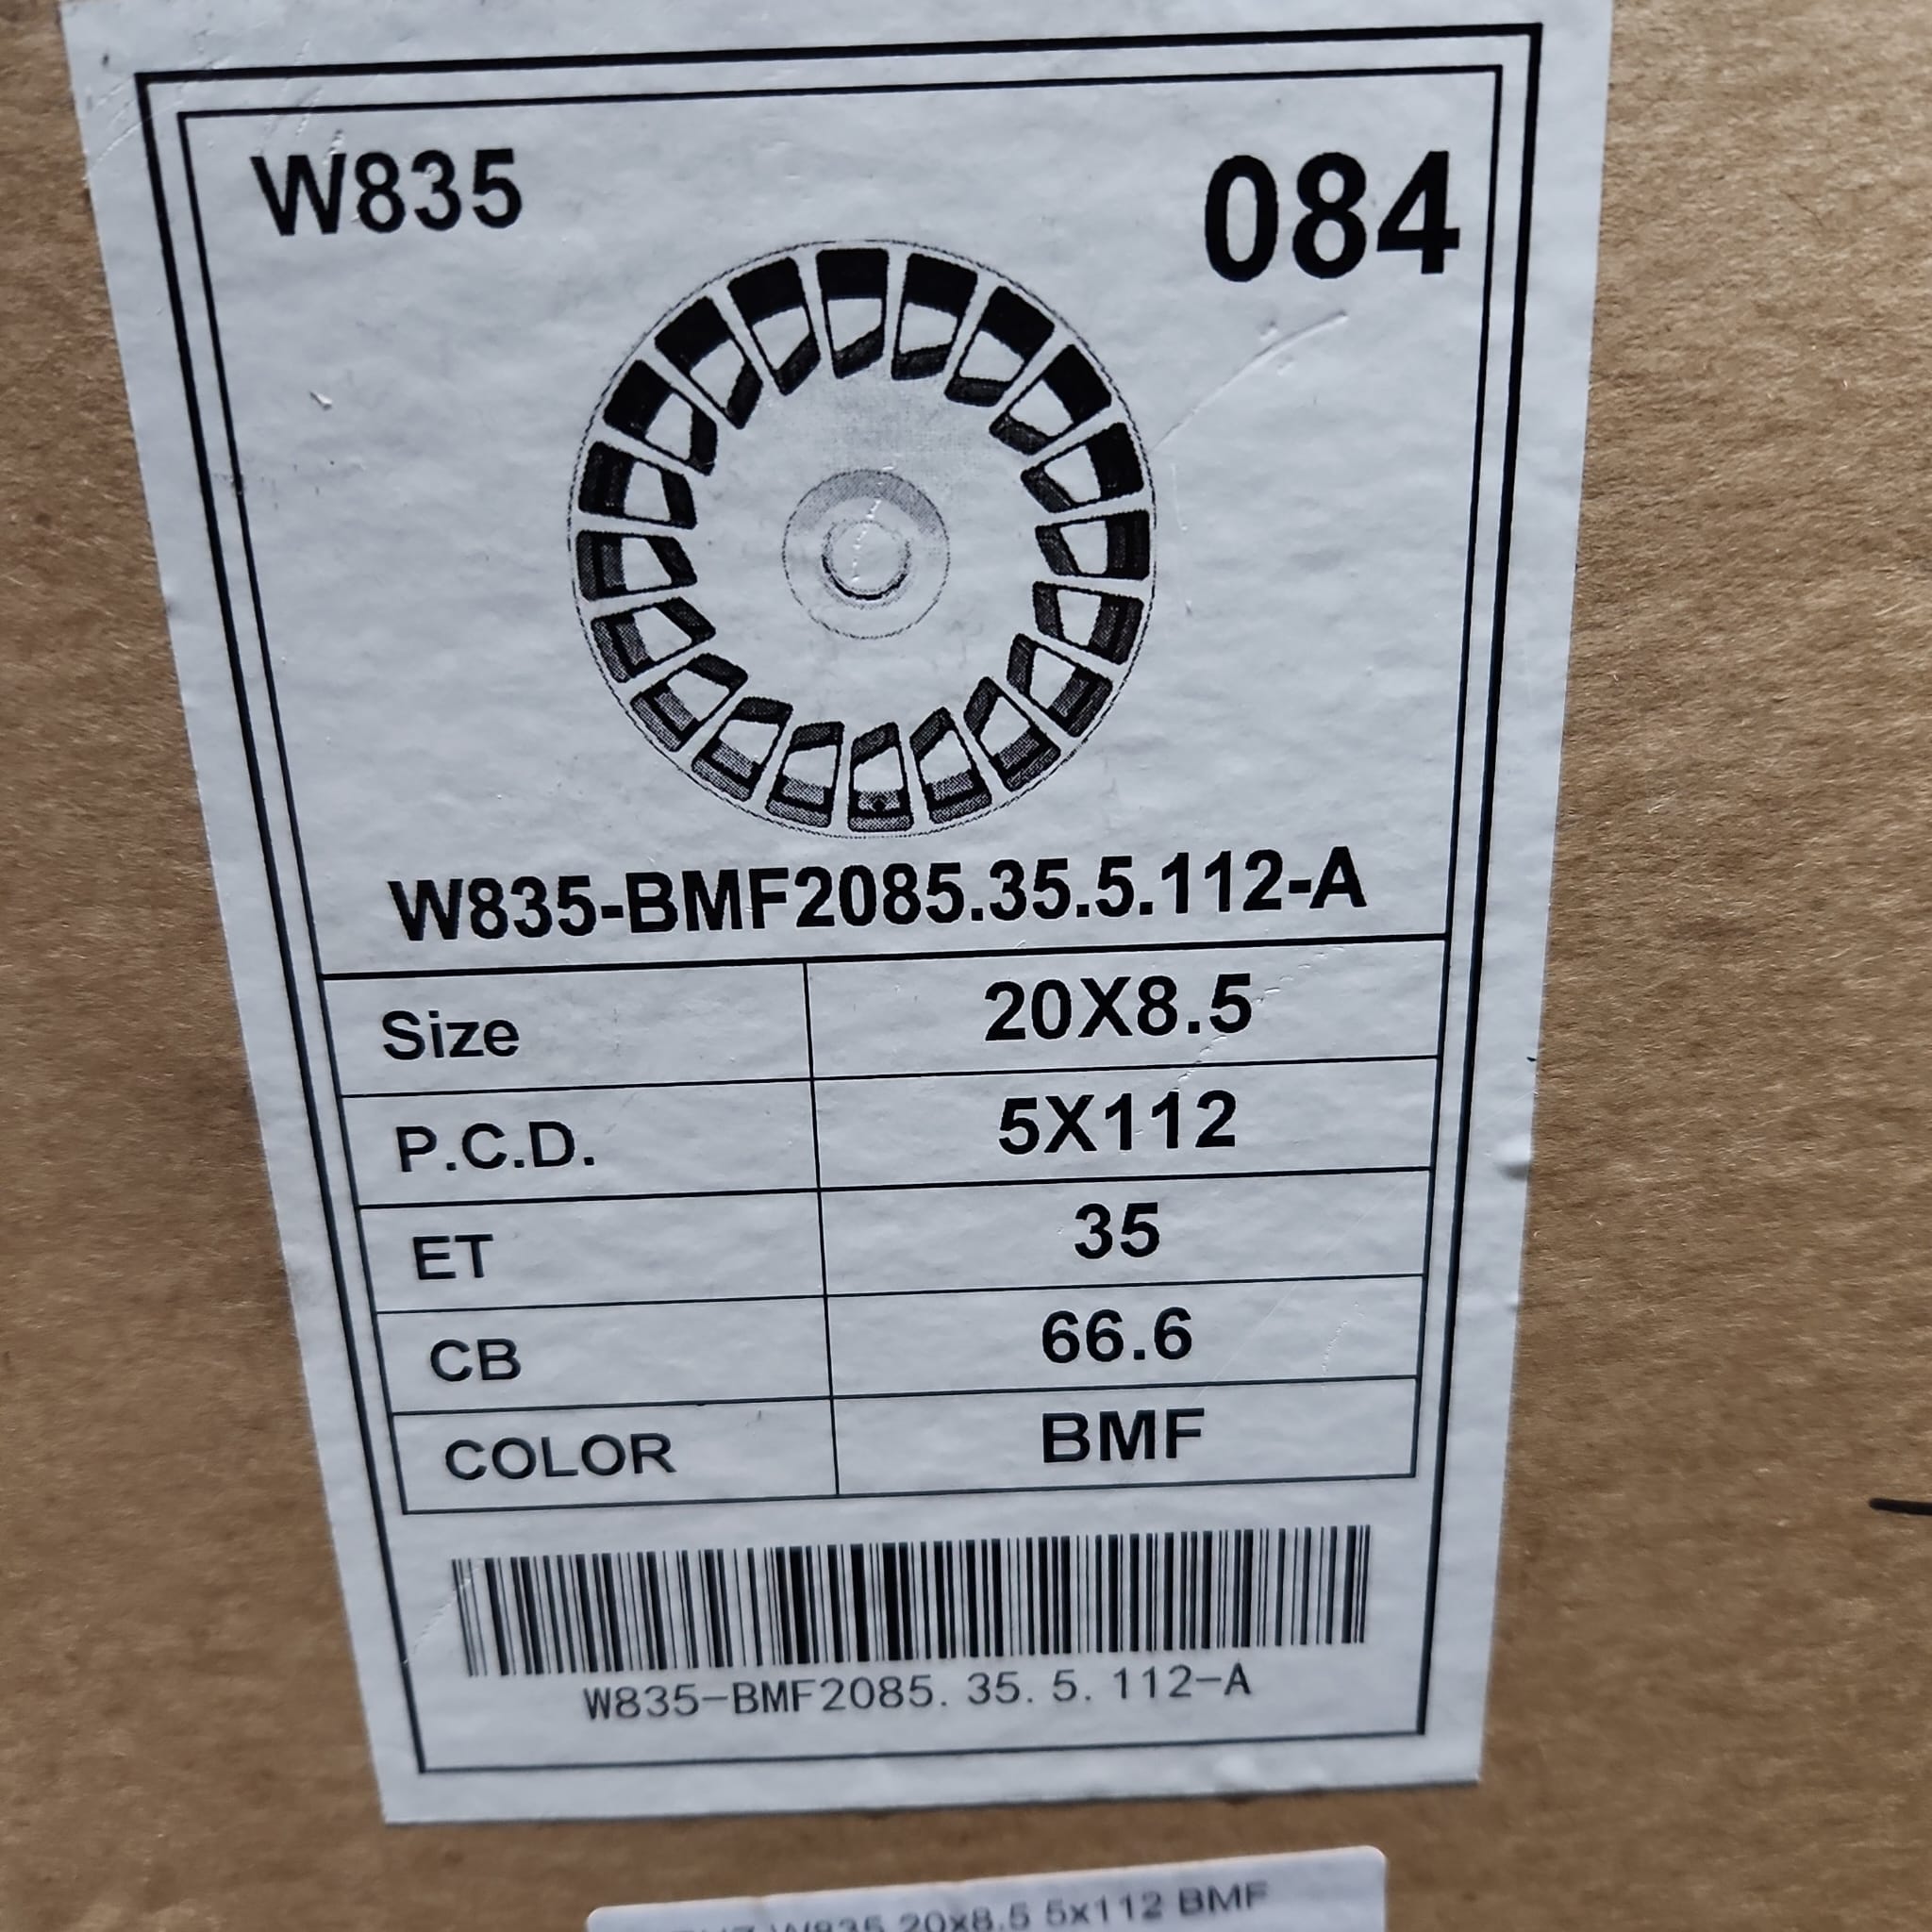 W835
084
W835-BMF2085.35.5.112-A
Size 20X8.5
P.C.D. 5X112
ET 35
CB 66.6
COLOR BMF
W835-BMF2085.35.5.112-A
W835 20x8.5 5x112 BMF